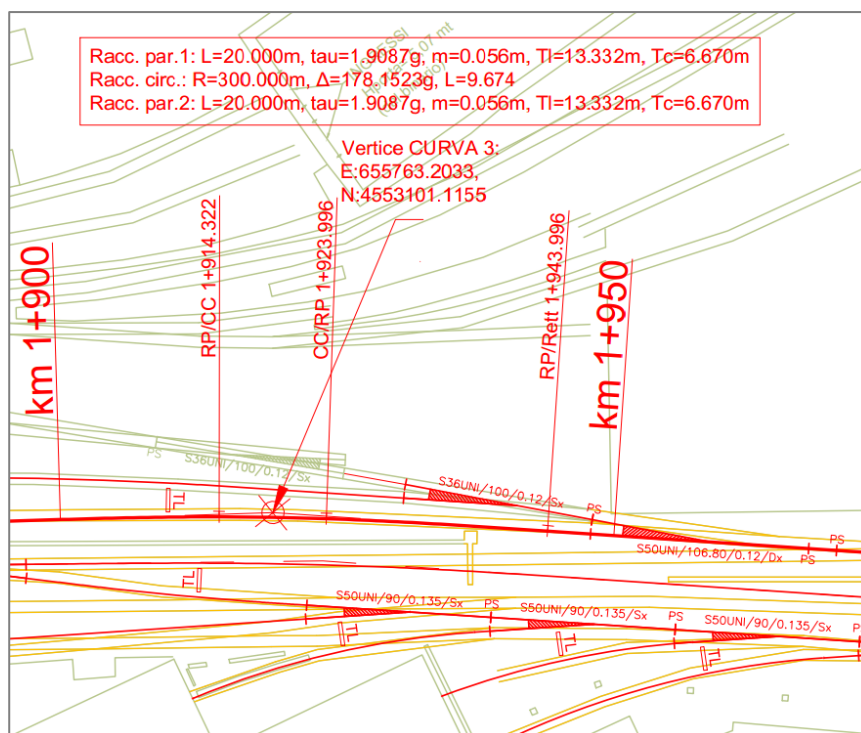 Racc. par.1: L=20.000m, tau=1.9087g, m=0.056m, Tl=13.332m, Tc=6.670m
Racc. circ.: R=300.000m, Δ=178.1523g, L=9.674
Racc. par.2: L=20.000m, tau=1.9087g, m=0.056m, Tl=13.332m, Tc=6.670m
Vertice CURVA 3:
E:655763.2033,
N:4553101.1155
km 1+900
RP/CC 1+914.322
CC/RP 1+923.996
RP/Rett 1+943.996
km 1+950
PS
S36UNI/100/0.12/Sx
S36UNI/100/0.12/Sx
PS
TL
PS
S50UNI/106.80/0.12/Dx
PS
TL
S50UNI/90/0.135/Sx
PS
S50UNI/90/0.135/Sx
PS
S50UNI/90/0.135/Sx
PS
TL
TL
TL